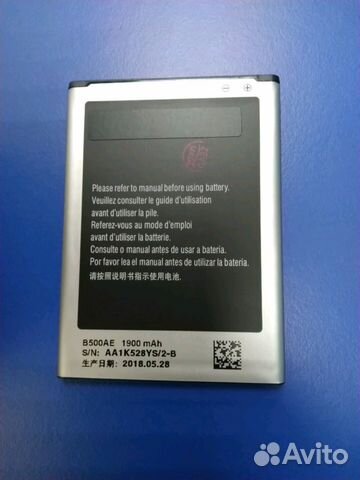 Please refer to manual before using battery.
Veuillez consulter le guide d'utilisation
avant d'utiliser la pile.
Referez-vous au mode d'emploi
avant d'utiliser la batterie.
Consulte o manual antes de usar a bateria.
Por favor lea el manual antes de utilizar la bateria.
请按照说明书指示使用电池.
B500AE 1900 mAh
S/N: AA1K528YS/2-B
生产日期: 2018.05.28
Avito